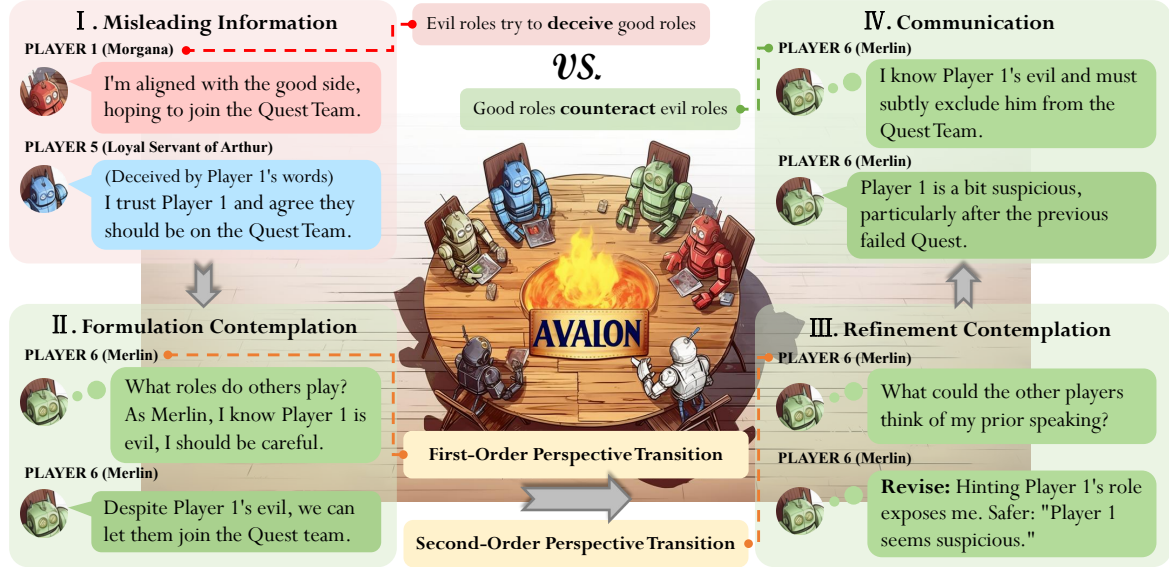 Ⅰ. Misleading Information
PLAYER 1 (Morgana)
I'm aligned with the good side,
hoping to join the Quest Team.
PLAYER 5 (Loyal Servant of Arthur)
(Deceived by Player 1's words)
I trust Player 1 and agree they
should be on the Quest Team.
Evil roles try to deceive good roles
VS.
Good roles counteract evil roles
Ⅱ. Formulation Contemplation
PLAYER 6 (Merlin)
What roles do others play?
As Merlin, I know Player 1 is
evil, I should be careful.
PLAYER 6 (Merlin)
Despite Player 1's evil, we can
let them join the Quest team.
AVALON
First-Order Perspective Transition
Second-Order Perspective Transition
Ⅲ. Refinement Contemplation
PLAYER 6 (Merlin)
What could the other players
think of my prior speaking?
PLAYER 6 (Merlin)
Revise: Hinting Player 1's role
exposes me. Safer: "Player 1
seems suspicious."
Ⅳ. Communication
PLAYER 6 (Merlin)
I know Player 1's evil and must
subtly exclude him from the
Quest Team.
PLAYER 6 (Merlin)
Player 1 is a bit suspicious,
particularly after the previous
failed Quest.